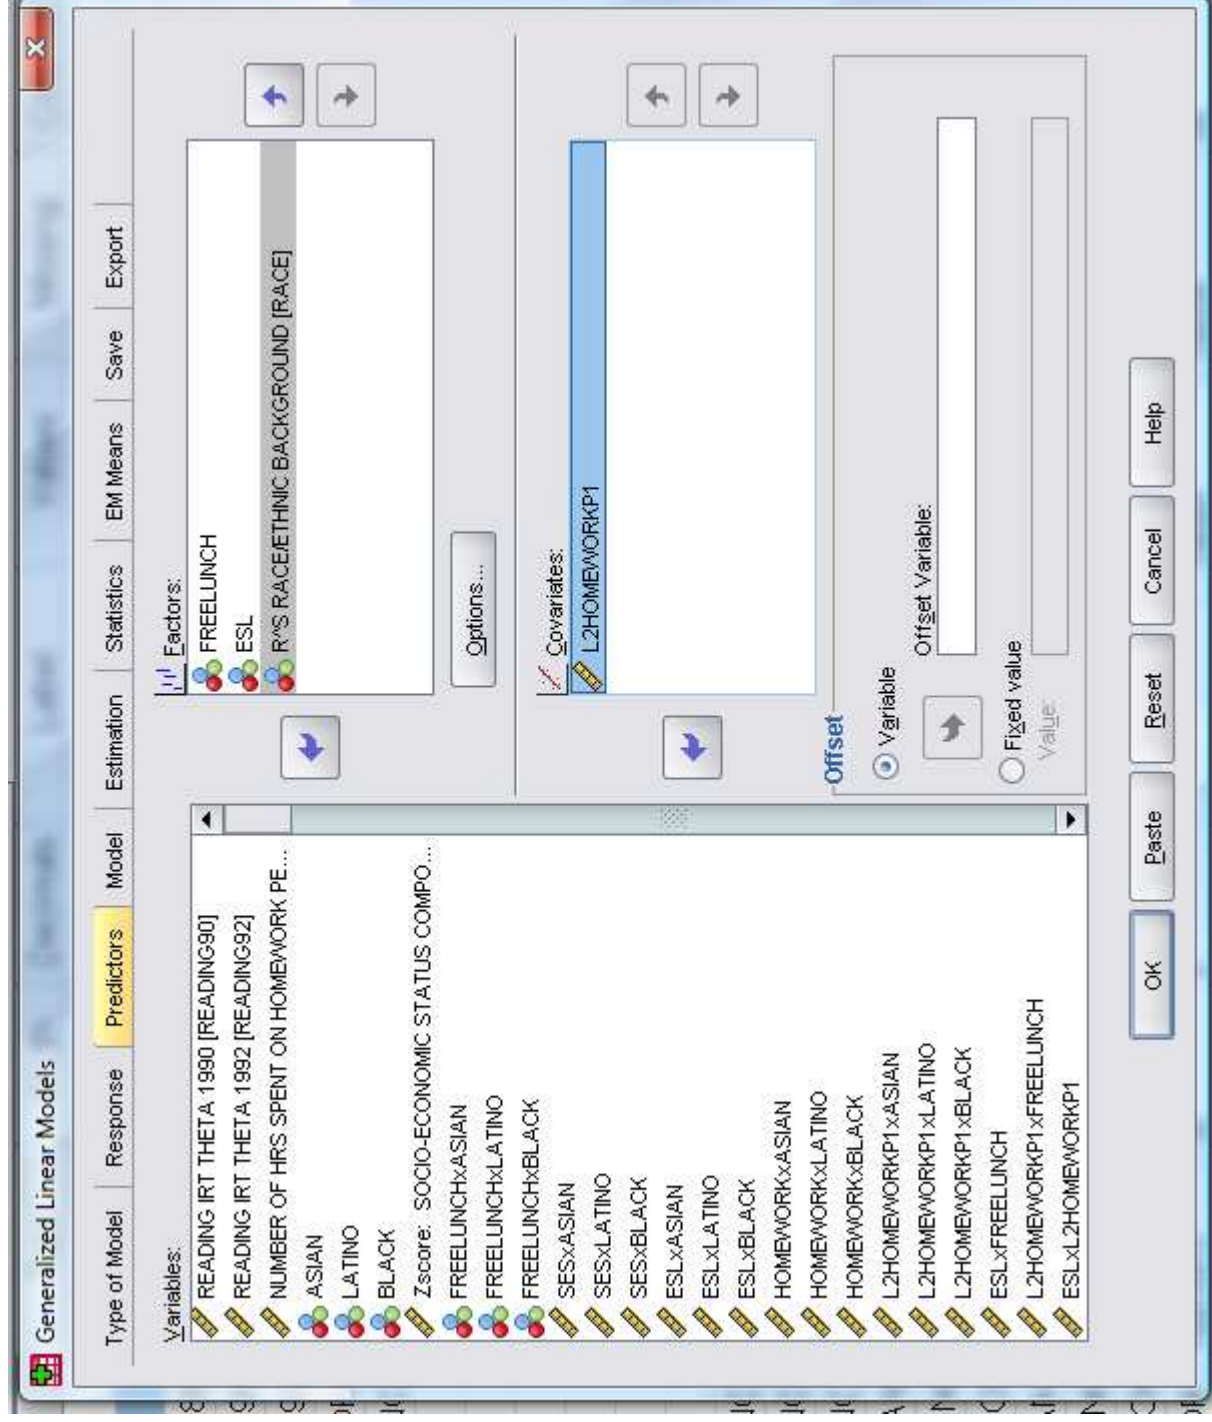 Generalized Linear Models
Type of Model
Response
Predictors
Model
Estimation
Statistics
EM Means
Save
Export
Variables:
READING IRT THETA 1990 [READING90]
READING IRT THETA 1992 [READING92]
NUMBER OF HRS SPENT ON HOMEWORK PE...
ASIAN
LATINO
BLACK
Zscore: SOCIO-ECONOMIC STATUS COMPO...
FREELUNCHxASIAN
FREELUNCHxLATINO
FREELUNCHxBLACK
SESxASIAN
SESxLATINO
SESxBLACK
ESLxASIAN
ESLxLATINO
ESLxBLACK
HOMEWORKxASIAN
HOMEWORKxLATINO
HOMEWORKxBLACK
L2HOMEWORKP1xASIAN
L2HOMEWORKP1xLATINO
L2HOMEWORKP1xBLACK
ESLxFREELUNCH
L2HOMEWORKP1xFREELUNCH
ESLxL2HOMEWORKP1
Factors:
FREELUNCH
ESL
R^S RACE/ETHNIC BACKGROUND [RACE]
Options...
Covariates:
L2HOMEWORKP1
Offset
Variable
Offset Variable:
Fixed value
Value:
OK
Paste
Reset
Cancel
Help